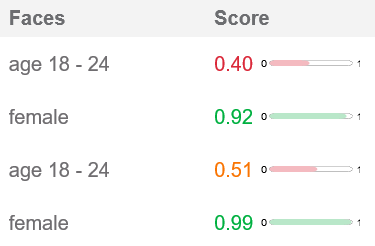 Faces Score
age 18 - 24 0.40 0 1
female 0.92 0 1
age 18 - 24 0.51 0 1
female 0.99 0 1